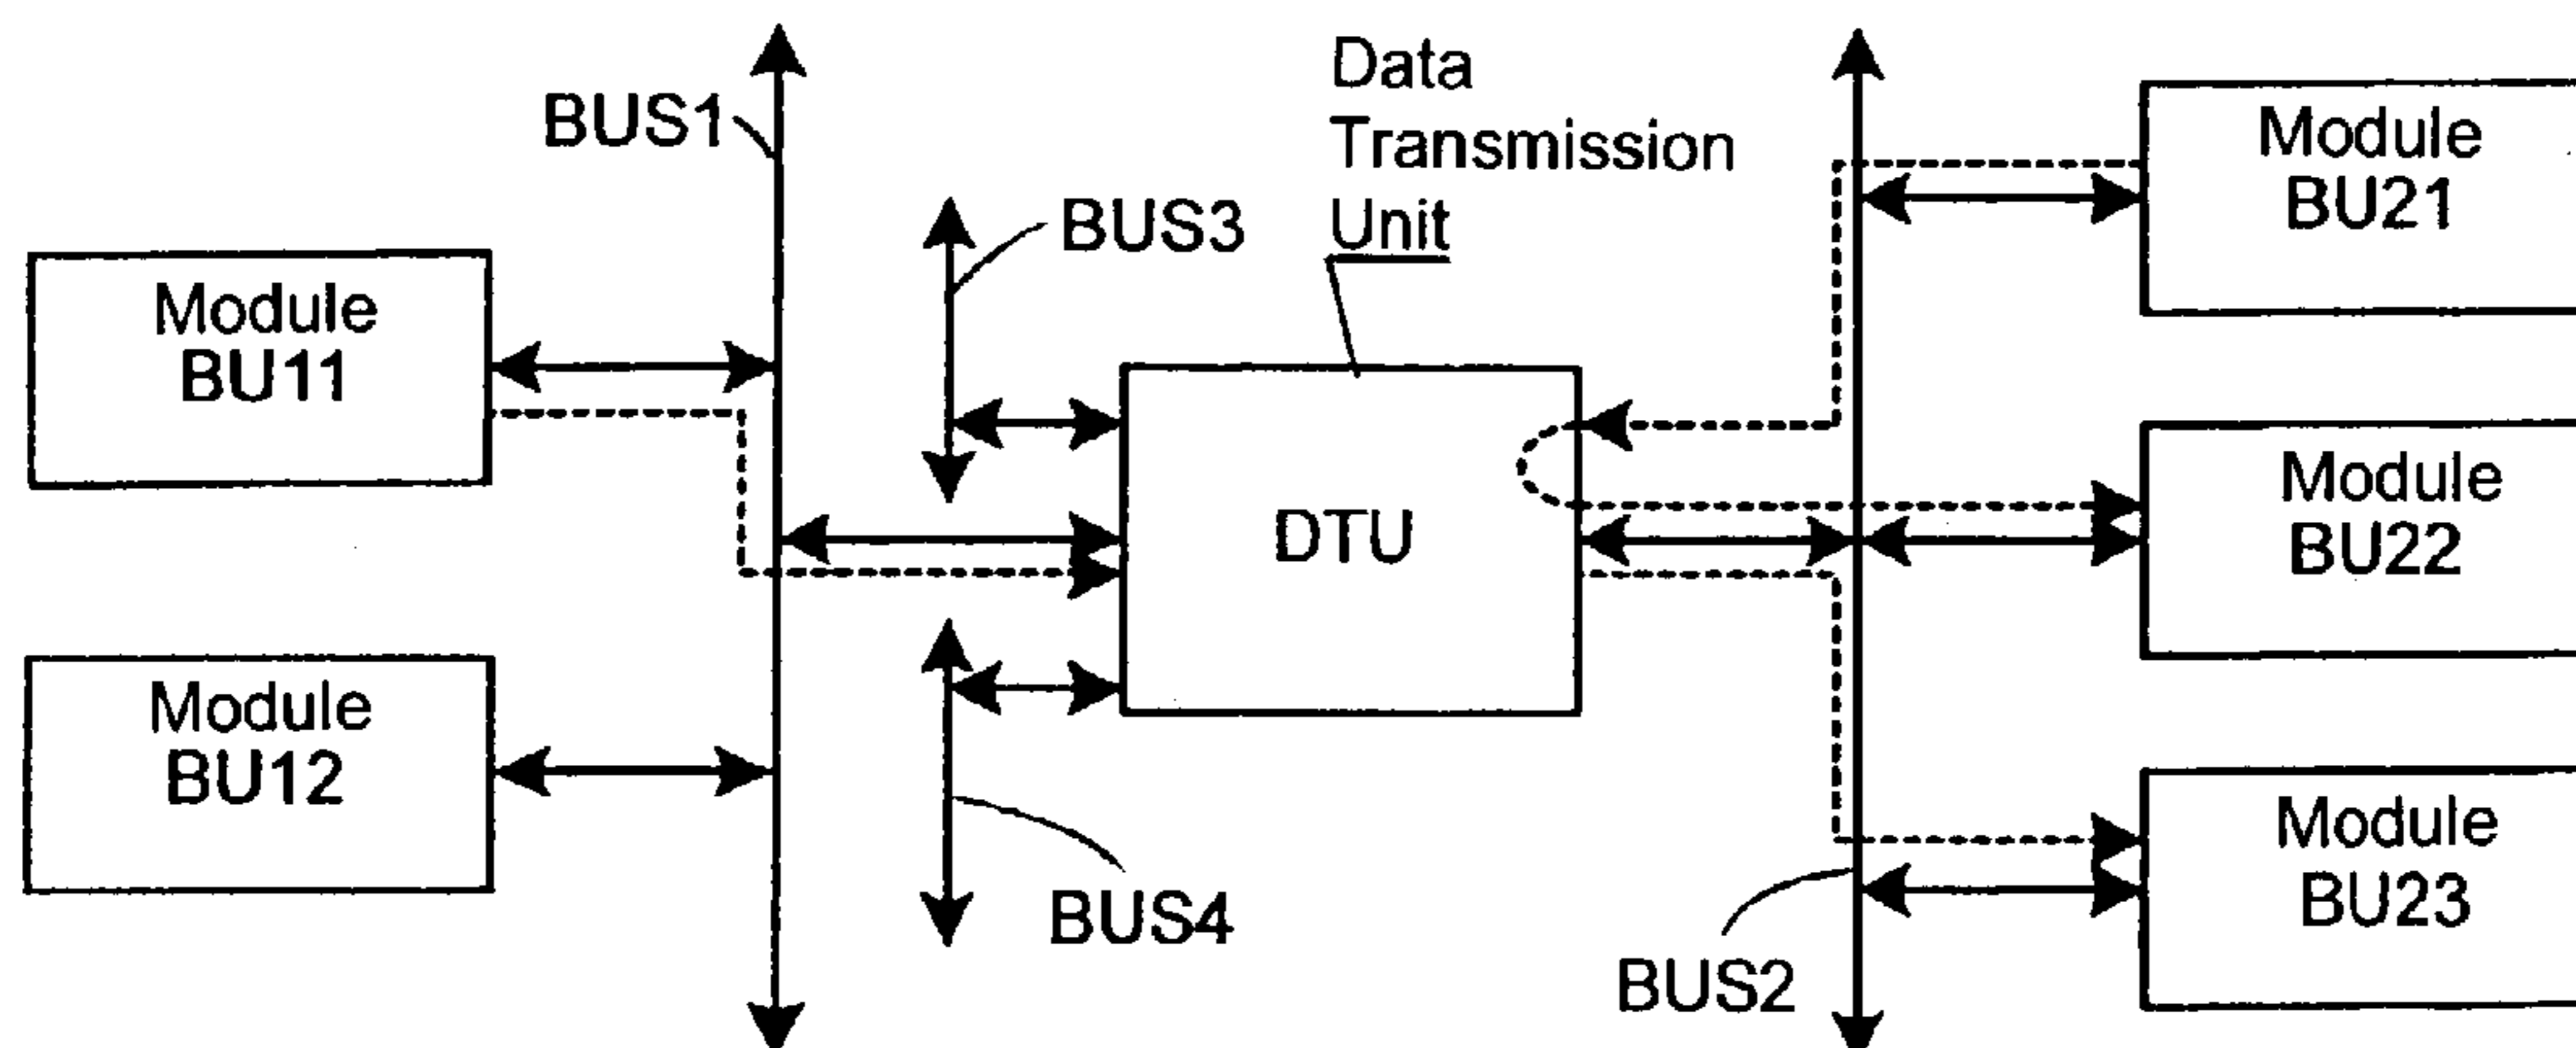 BUS1
Data
Transmission
Unit
BUS3
Module
BU11
Module
BU12
DTU
BUS4
Module
BU21
Module
BU22
Module
BU23
BUS2